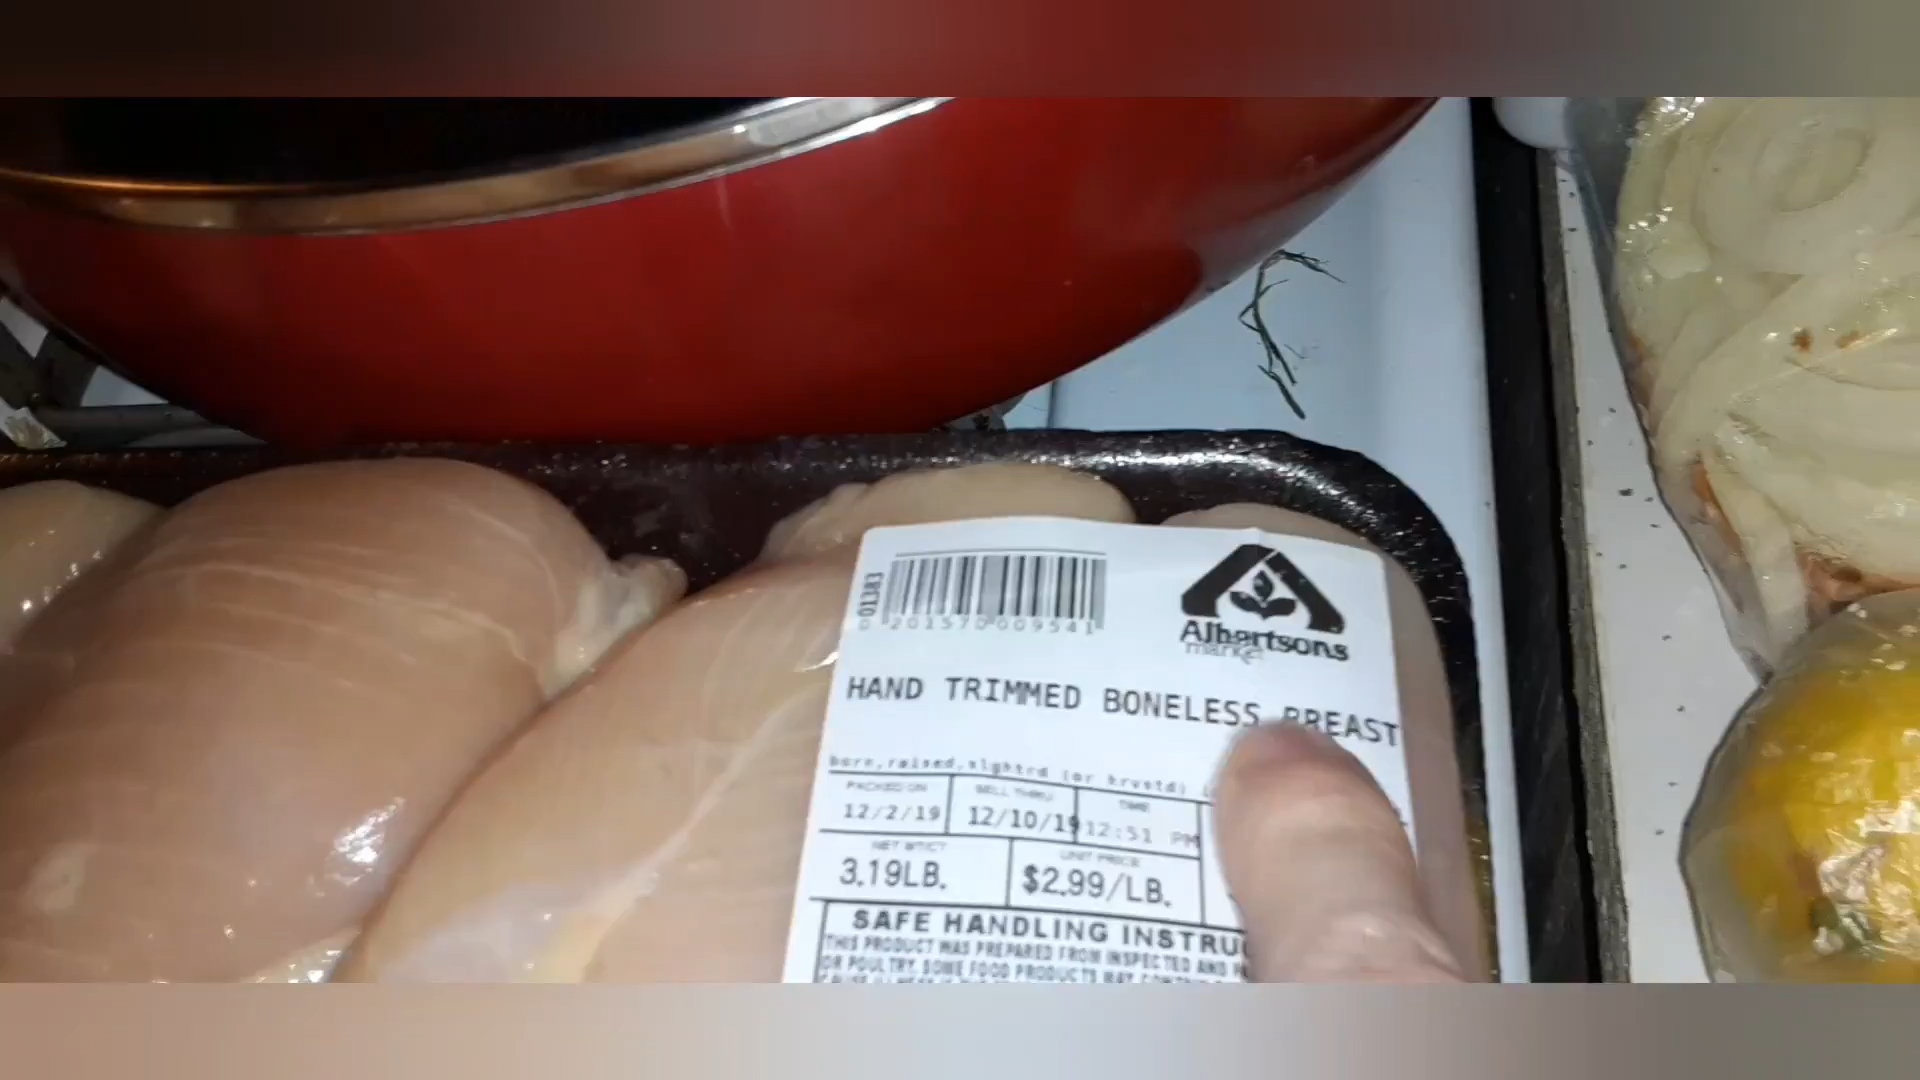 01383
0 201570 009541
Albertsons
market
HAND TRIMMED BONELESS BREAST
born,raised,slghtrd (or hrvstd)
PACKED ON
SELL THRU
TIME
12/2/19
12/10/19
12:51 PM
NET WT/CT
UNIT PRICE
3.19LB.
$2.99/LB.
SAFE HANDLING INSTRU
THIS PRODUCT WAS PREPARED FROM INSPECTED AND
OR POULTRY. SOME FOOD PRODUCTS MAY